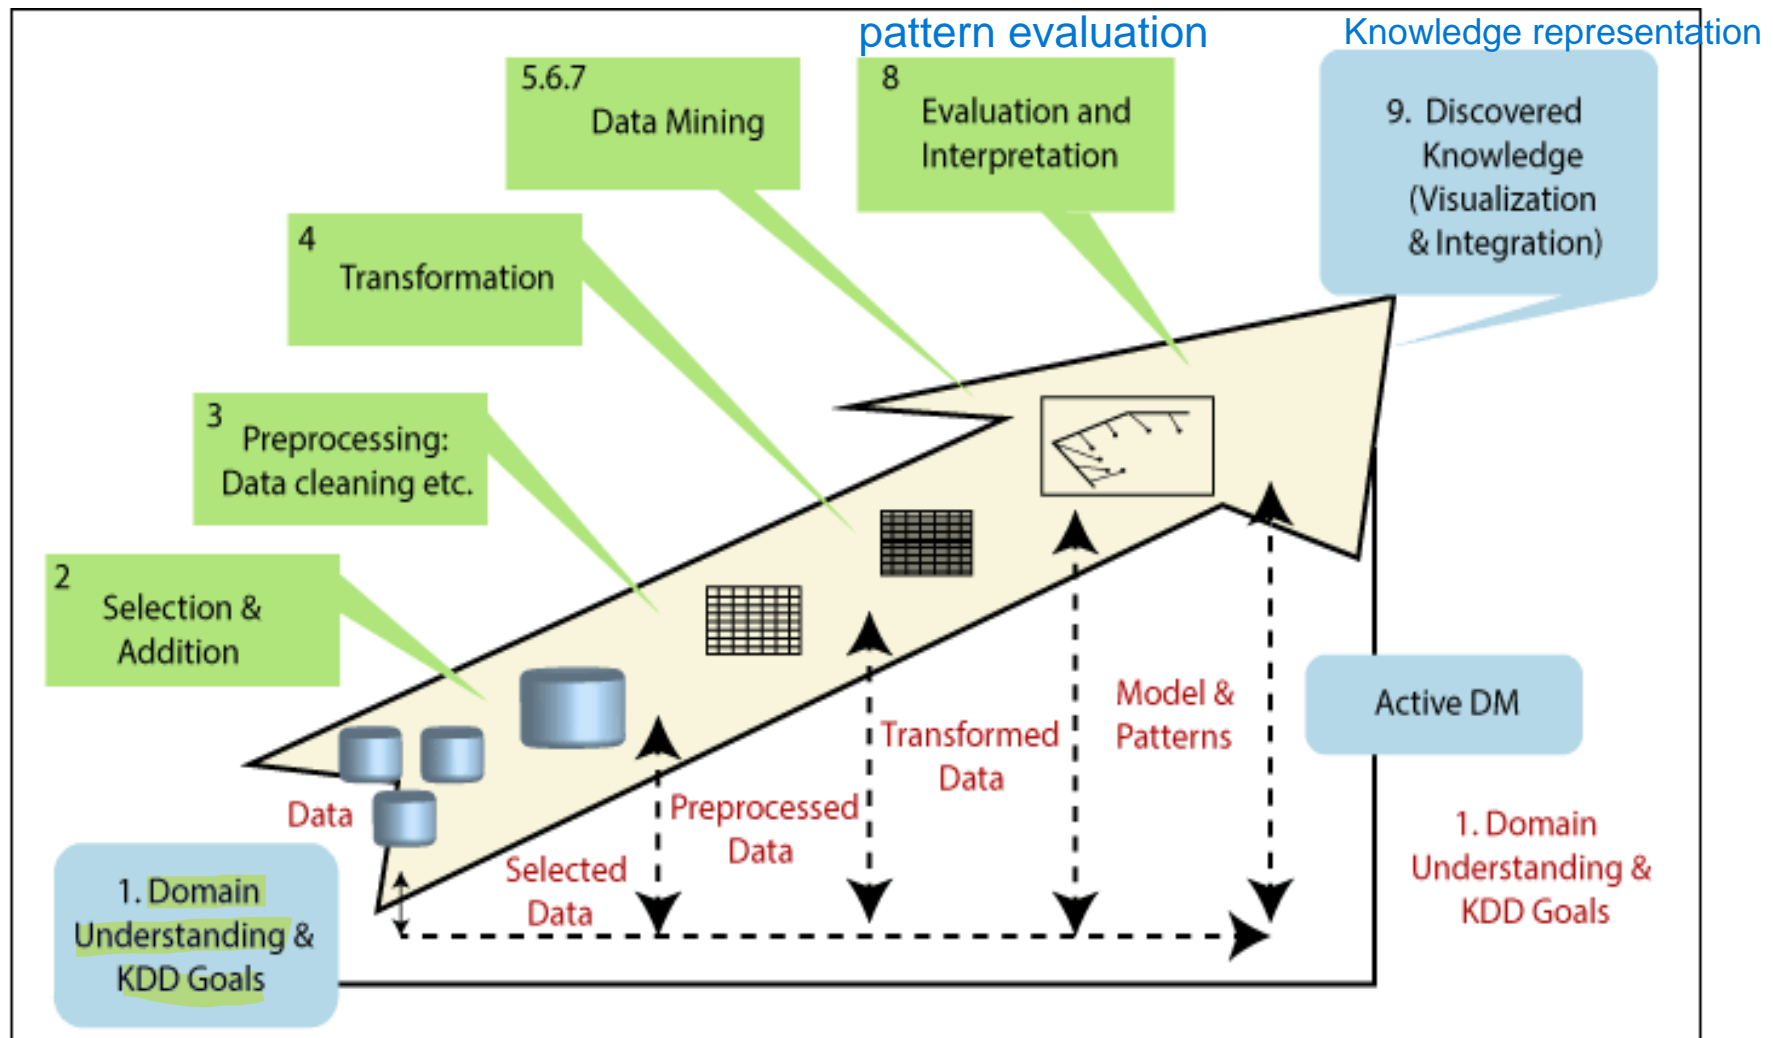 pattern evaluation
Knowledge representation
5.6.7
Data Mining
8
Evaluation and
Interpretation
9. Discovered
Knowledge
(Visualization
& Integration)
4
Transformation
3
Preprocessing:
Data cleaning etc.
2
Selection &
Addition
Data
1. Domain
Understanding &
KDD Goals
Selected
Data
Preprocessed
Data
Transformed
Data
Model &
Patterns
Active DM
1. Domain
Understanding &
KDD Goals